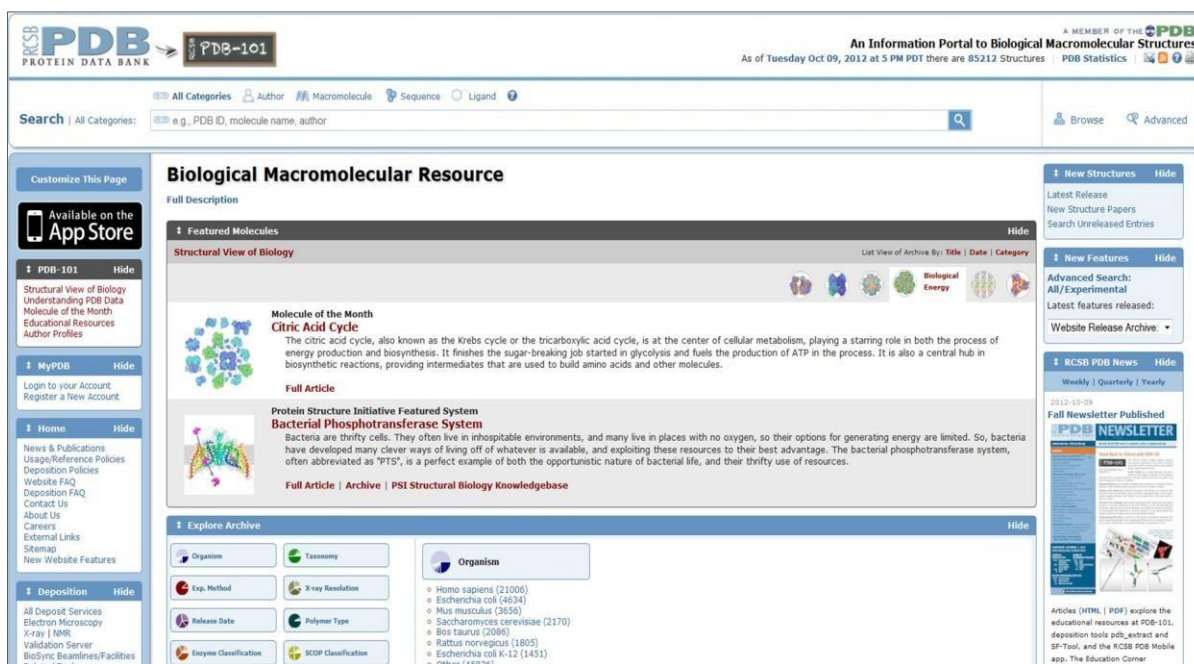 RCSB
PDB
PROTEIN DATA BANK
RCSB PDB-101
A MEMBER OF THE PDB
An Information Portal to Biological Macromolecular Structures
As of Tuesday Oct 09, 2012 at 5 PM PDT there are 85212 Structures | PDB Statistics
All Categories Author Macromolecule Sequence Ligand
Search | All Categories: e.g., PDB ID, molecule name, author
Browse Advanced
Customize This Page
Available on the
App Store
PDB-101 Hide
Structural View of Biology
Understanding PDB Data
Molecule of the Month
Educational Resources
Author Profiles
MyPDB Hide
Login to your Account
Register a New Account
Home Hide
News & Publications
Usage/Reference Policies
Deposition Policies
Website FAQ
Deposition FAQ
Contact Us
About Us
Careers
External Links
Sitemap
New Website Features
Deposition Hide
All Deposit Services
Electron Microscopy
X-ray | NMR
Validation Server
BioSync Beamlines/Facilities
Biological Macromolecular Resource
Full Description
Featured Molecules Hide
Structural View of Biology
List View of Archive By: Title | Date | Category
Biological
Energy
Molecule of the Month
Citric Acid Cycle
The citric acid cycle, also known as the Krebs cycle or the tricarboxylic acid cycle, is at the center of cellular metabolism, playing a starring role in both the process of
energy production and biosynthesis. It finishes the sugar-breaking job started in glycolysis and fuels the production of ATP in the process. It is also a central hub in
biosynthetic reactions, providing intermediates that are used to build amino acids and other molecules.
Full Article
Protein Structure Initiative Featured System
Bacterial Phosphotransferase System
Bacteria are thrifty cells. They often live in inhospitable environments, and many live in places with no oxygen, so their options for generating energy are limited. So, bacteria
have developed many clever ways of living off of whatever is available, and exploiting these resources to their best advantage. The bacterial phosphotransferase system,
often abbreviated as "PTS", is a perfect example of both the opportunistic nature of bacterial life, and their thrifty use of resources.
Full Article | Archive | PSI Structural Biology Knowledgebase
Explore Archive Hide
Organism Taxonomy
Exp. Method X-ray Resolution
Release Date Polymer Type
Enzyme Classification SCOP Classification
Organism
Homo sapiens (21006)
Escherichia coli (4634)
Mus musculus (3656)
Saccharomyces cerevisiae (2170)
Bos taurus (2086)
Rattus norvegicus (1805)
Escherichia coli K-12 (1451)
New Structures Hide
Latest Release
New Structure Papers
Search Unreleased Entries
New Features Hide
Advanced Search:
All/Experimental
Latest features released:
Website Release Archive:
RCSB PDB News Hide
Weekly | Quarterly | Yearly
2012-10-09
Fall Newsletter Published
PDB NEWSLETTER
Articles (HTML | PDF) explore the
educational resources at PDB-101,
deposition tools pdb_extract and
SF-Tool, and the RCSB PDB Mobile
app. The Education Corner